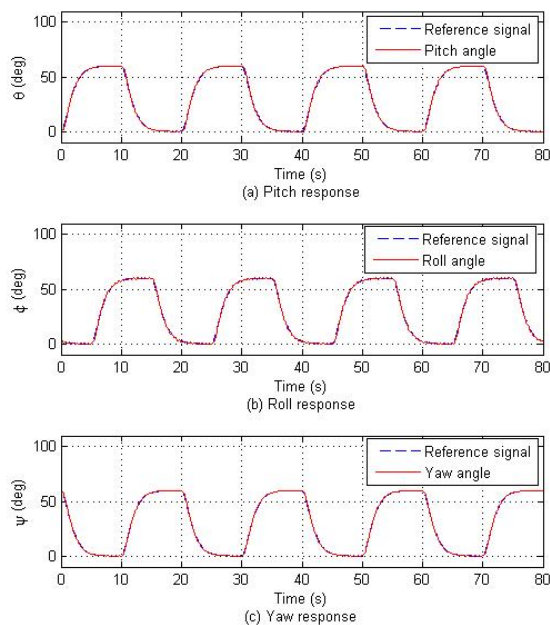 100
50
0
θ (deg)
Reference signal
Pitch angle
0 10 20 30 40 50 60 70 80
Time (s)
(a) Pitch response
100
50
0
ϕ (deg)
Reference signal
Roll angle
0 10 20 30 40 50 60 70 80
Time (s)
(b) Roll response
100
50
0
ψ (deg)
Reference signal
Yaw angle
0 10 20 30 40 50 60 70 80
Time (s)
(c) Yaw response